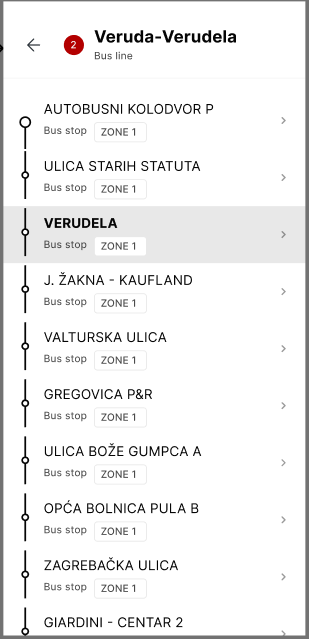 2 Veruda-Verudela
Bus line
AUTOBUSNI KOLODVOR P
Bus stop ZONE 1
ULICA STARIH STATUTA
Bus stop ZONE 1
VERUDELA
Bus stop ZONE 1
J. ŽAKNA - KAUFLAND
Bus stop ZONE 1
VALTURSKA ULICA
Bus stop ZONE 1
GREGOVICA P&R
Bus stop ZONE 1
ULICA BOŽE GUMPCA A
Bus stop ZONE 1
OPĆA BOLNICA PULA B
Bus stop ZONE 1
ZAGREBAČKA ULICA
Bus stop ZONE 1
GIARDINI - CENTAR 2